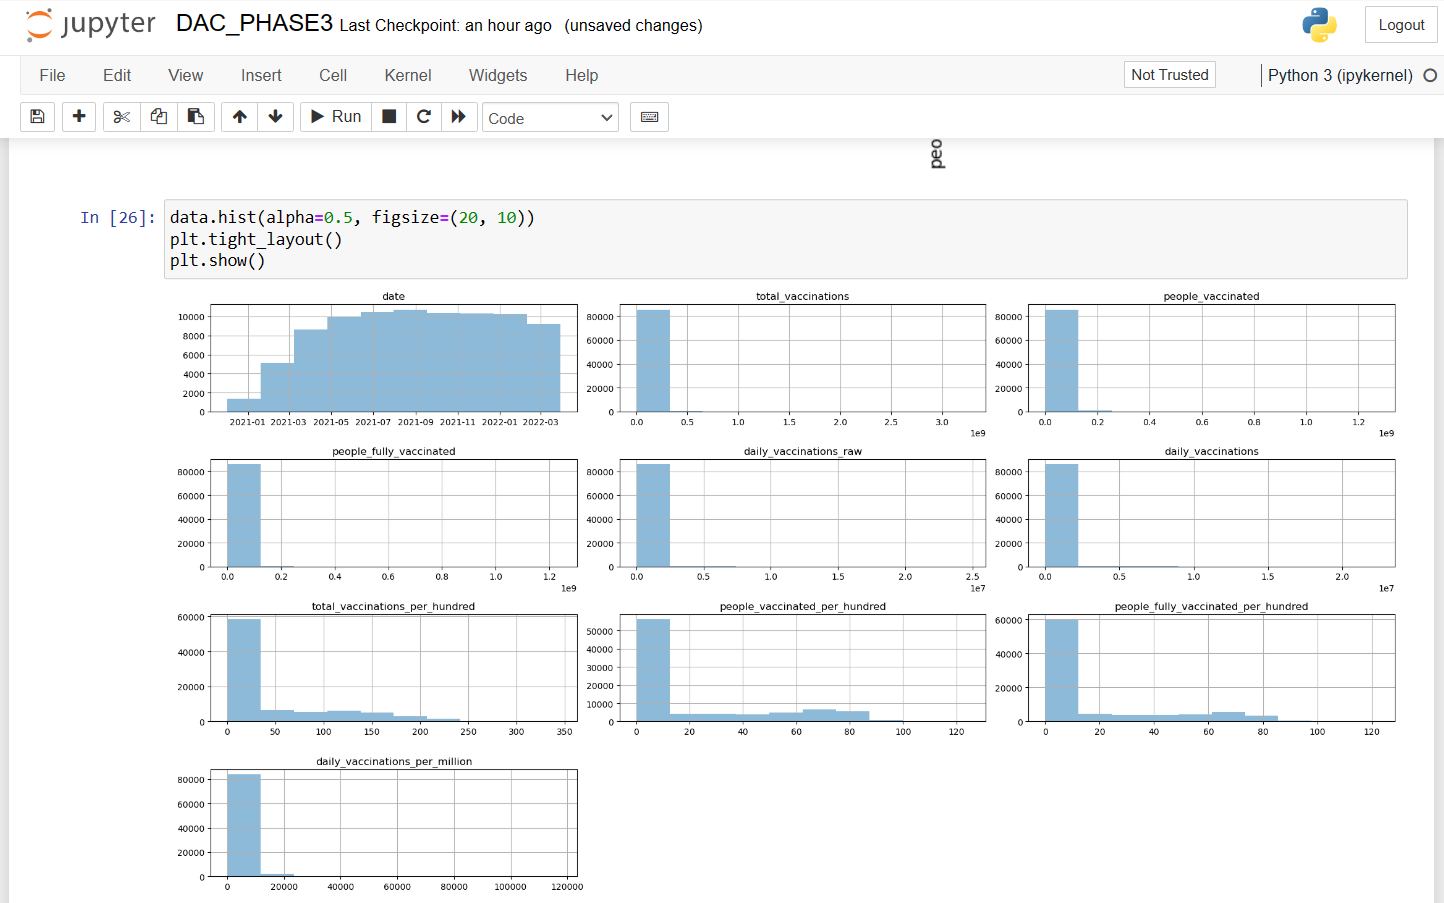 jupyter DAC_PHASE3 Last Checkpoint: an hour ago (unsaved changes)
Logout
File Edit View Insert Cell Kernel Widgets Help
Not Trusted
Python 3 (ipykernel)
Run
Code
peo
In [26]: data.hist(alpha=0.5, figsize=(20, 10))
plt.tight_layout()
plt.show()
date
10000
8000
6000
4000
2000
0
2021-01 2021-03 2021-05 2021-07 2021-09 2021-11 2022-01 2022-03
total_vaccinations
80000
60000
40000
20000
0
0.0 0.5 1.0 1.5 2.0 2.5 3.0
1e9
people_vaccinated
80000
60000
40000
20000
0
0.0 0.2 0.4 0.6 0.8 1.0 1.2
1e9
people_fully_vaccinated
80000
60000
40000
20000
0
0.0 0.2 0.4 0.6 0.8 1.0 1.2
1e9
daily_vaccinations_raw
80000
60000
40000
20000
0
0.0 0.5 1.0 1.5 2.0 2.5
1e7
daily_vaccinations
80000
60000
40000
20000
0
0.0 0.5 1.0 1.5 2.0
1e7
total_vaccinations_per_hundred
60000
40000
20000
0
0 50 100 150 200 250 300 350
people_vaccinated_per_hundred
50000
40000
30000
20000
10000
0
0 20 40 60 80 100 120
people_fully_vaccinated_per_hundred
60000
40000
20000
0
0 20 40 60 80 100 120
daily_vaccinations_per_million
80000
60000
40000
20000
0
0 20000 40000 60000 80000 100000 120000